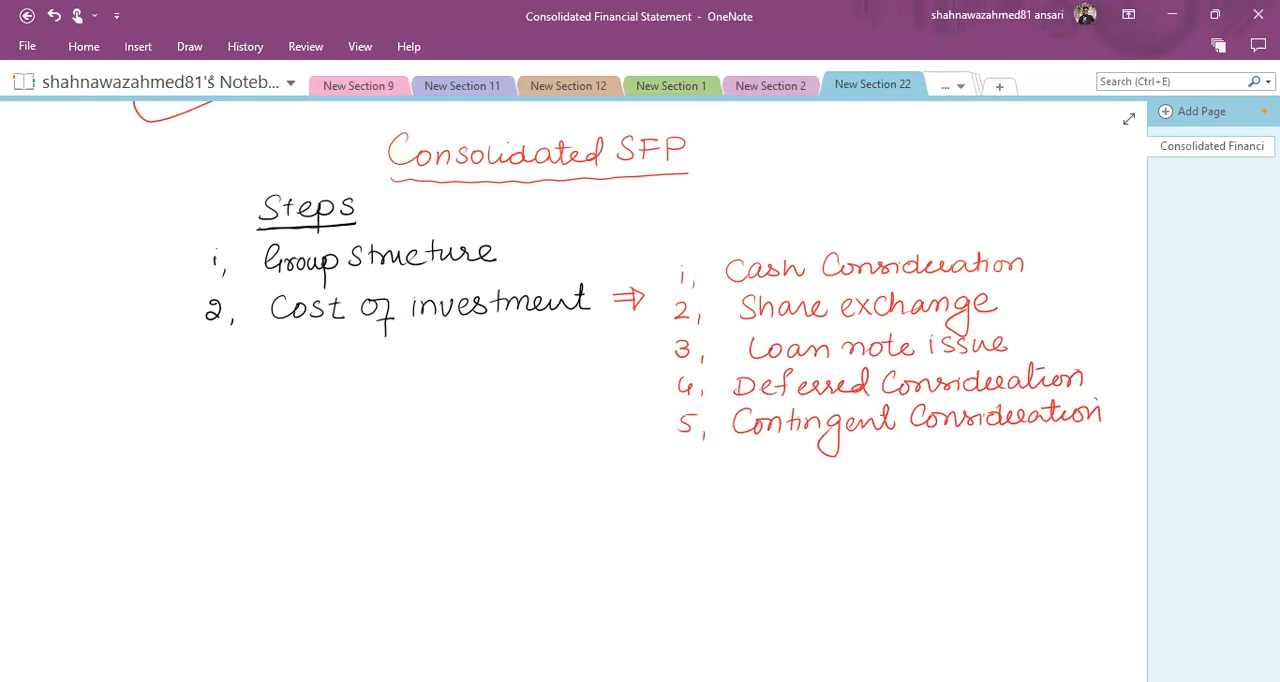 Consolidated Financial Statement - OneNote
shahnawazahmed81 ansari
File Home Insert Draw History Review View Help
shahnawazahmed81's Noteb... New Section 9 New Section 11 New Section 12 New Section 1 New Section 2 New Section 22 ... Search (Ctrl+E)
Add Page
Consolidated Financi
Consolidated SFP
Steps
1, Group Structure
2, Cost of investment ⇒
1, Cash Consideration
2, Share exchange
3, Loan note issue
4, Deferred Consideration
5, Contingent Consideration